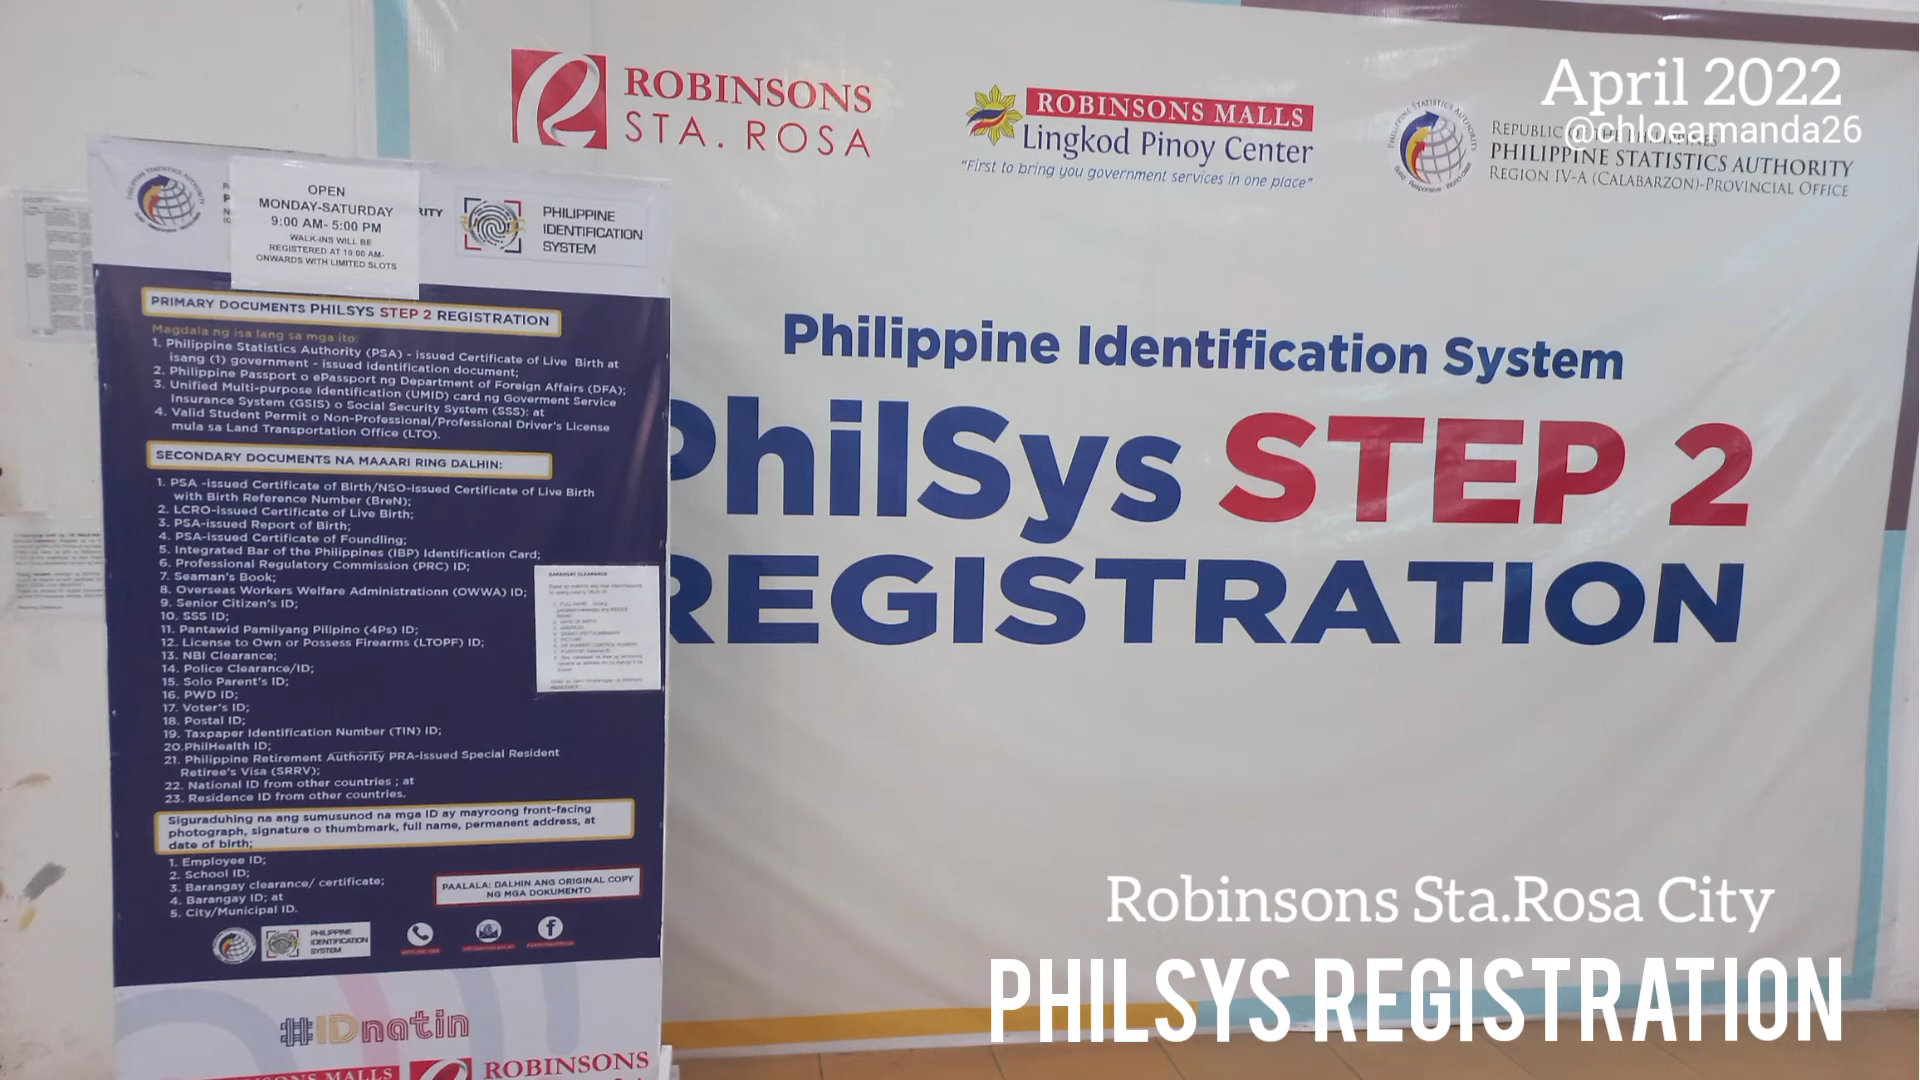 ROBINSONS
STA. ROSA
ROBINSONS MALLS
Lingkod Pinoy Center
"First to bring you government services in one place"
April 2022
@chloeamanda26
REPUBLIC OF THE PHILIPPINES
PHILIPPINE STATISTICS AUTHORITY
REGION IV-A (CALABARZON)-PROVINCIAL OFFICE
OPEN
MONDAY-SATURDAY
9:00 AM- 5:00 PM
WALK-INS WILL BE
REGISTERED AT 10:00 AM-
ONWARDS WITH LIMITED SLOTS
PHILIPPINE
IDENTIFICATION
SYSTEM
PRIMARY DOCUMENTS PHILSYS STEP 2 REGISTRATION
Magdala ng isa lang sa mga ito:
1. Philippine Statistics Authority (PSA) - issued Certificate of Live Birth at
isang (1) government - issued identification document;
2. Philippine Passport o ePassport ng Department of Foreign Affairs (DFA);
3. Unified Multi-purpose Identification (UMID) card ng Goverment Service
Insurance System (GSIS) o Social Security System (SSS); at
4. Valid Student Permit o Non-Professional/Professional Driver's License
mula sa Land Transportation Office (LTO).
SECONDARY DOCUMENTS NA MAAARI RING DALHIN:
1. PSA -issued Certificate of Birth/NSO-issued Certificate of Live Birth
with Birth Reference Number (BreN);
2. LCRO-issued Certificate of Live Birth;
3. PSA-issued Report of Birth;
4. PSA-issued Certificate of Foundling;
5. Integrated Bar of the Philippines (IBP) Identification Card;
6. Professional Regulatory Commission (PRC) ID;
7. Seaman's Book;
8. Overseas Workers Welfare Administrationn (OWWA) ID;
9. Senior Citizen's ID;
10. SSS ID;
11. Pantawid Pamilyang Pilipino (4Ps) ID;
12. License to Own or Possess Firearms (LTOPF) ID;
13. NBI Clearance;
14. Police Clearance/ID;
15. Solo Parent's ID;
16. PWD ID;
17. Voter's ID;
18. Postal ID;
19. Taxpaper Identification Number (TIN) ID;
20.PhilHealth ID;
21. Philippine Retirement Authority PRA-issued Special Resident
Retiree's Visa (SRRV);
22. National ID from other countries ; at
23. Residence ID from other countries.
Siguraduhing na ang sumusunod na mga ID ay mayroong front-facing
photograph, signature o thumbmark, full name, permanent address, at
date of birth;
1. Employee ID;
2. School ID;
3. Barangay clearance/ certificate;
4. Barangay ID; at
5. City/Municipal ID.
PAALALA: DALHIN ANG ORIGINAL COPY
NG MGA DOKUMENTO
BARANGAY CLEARANCE
PHILIPPINE
IDENTIFICATION
SYSTEM
#IDnatin
ROBINSONS MALLS
ROBINSONS
Philippine Identification System
PhilSys STEP 2
REGISTRATION
Robinsons Sta.Rosa City
PHILSYS REGISTRATION